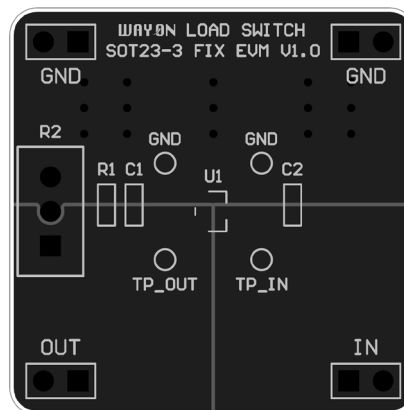 WAYON LOAD SWITCH
SOT23-3 FIX EVM V1.0
GND GND
R2
GND GND
R1 C1 U1 C2
TP_OUT TP_IN
OUT IN